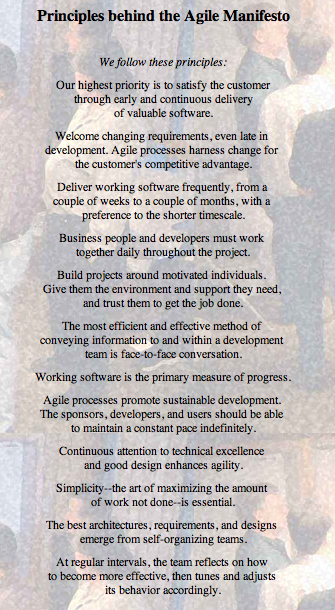 Principles behind the Agile Manifesto
We follow these principles:
Our highest priority is to satisfy the customer
through early and continuous delivery
of valuable software.
Welcome changing requirements, even late in
development. Agile processes harness change for
the customer's competitive advantage.
Deliver working software frequently, from a
couple of weeks to a couple of months, with a
preference to the shorter timescale.
Business people and developers must work
together daily throughout the project.
Build projects around motivated individuals.
Give them the environment and support they need,
and trust them to get the job done.
The most efficient and effective method of
conveying information to and within a development
team is face-to-face conversation.
Working software is the primary measure of progress.
Agile processes promote sustainable development.
The sponsors, developers, and users should be able
to maintain a constant pace indefinitely.
Continuous attention to technical excellence
and good design enhances agility.
Simplicity--the art of maximizing the amount
of work not done--is essential.
The best architectures, requirements, and designs
emerge from self-organizing teams.
At regular intervals, the team reflects on how
to become more effective, then tunes and adjusts
its behavior accordingly.